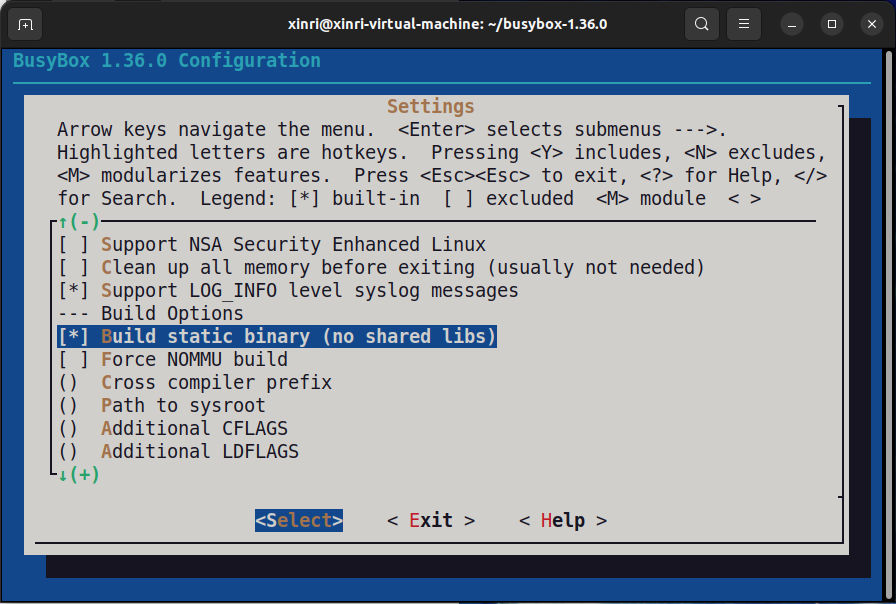 xinri@xinri-virtual-machine: ~/busybox-1.36.0
BusyBox 1.36.0 Configuration
Settings
Arrow keys navigate the menu.  <Enter> selects submenus --->.
Highlighted letters are hotkeys.  Pressing <Y> includes, <N> excludes,
<M> modularizes features.  Press <Esc><Esc> to exit, <?> for Help, </>
for Search.  Legend: [*] built-in  [ ] excluded  <M> module  < >
↑(-)
[ ] Support NSA Security Enhanced Linux
[ ] Clean up all memory before exiting (usually not needed)
[*] Support LOG_INFO level syslog messages
--- Build Options
[*] Build static binary (no shared libs)
[ ] Force NOMMU build
()  Cross compiler prefix
()  Path to sysroot
()  Additional CFLAGS
()  Additional LDFLAGS
↓(+)
<Select>    < Exit >    < Help >